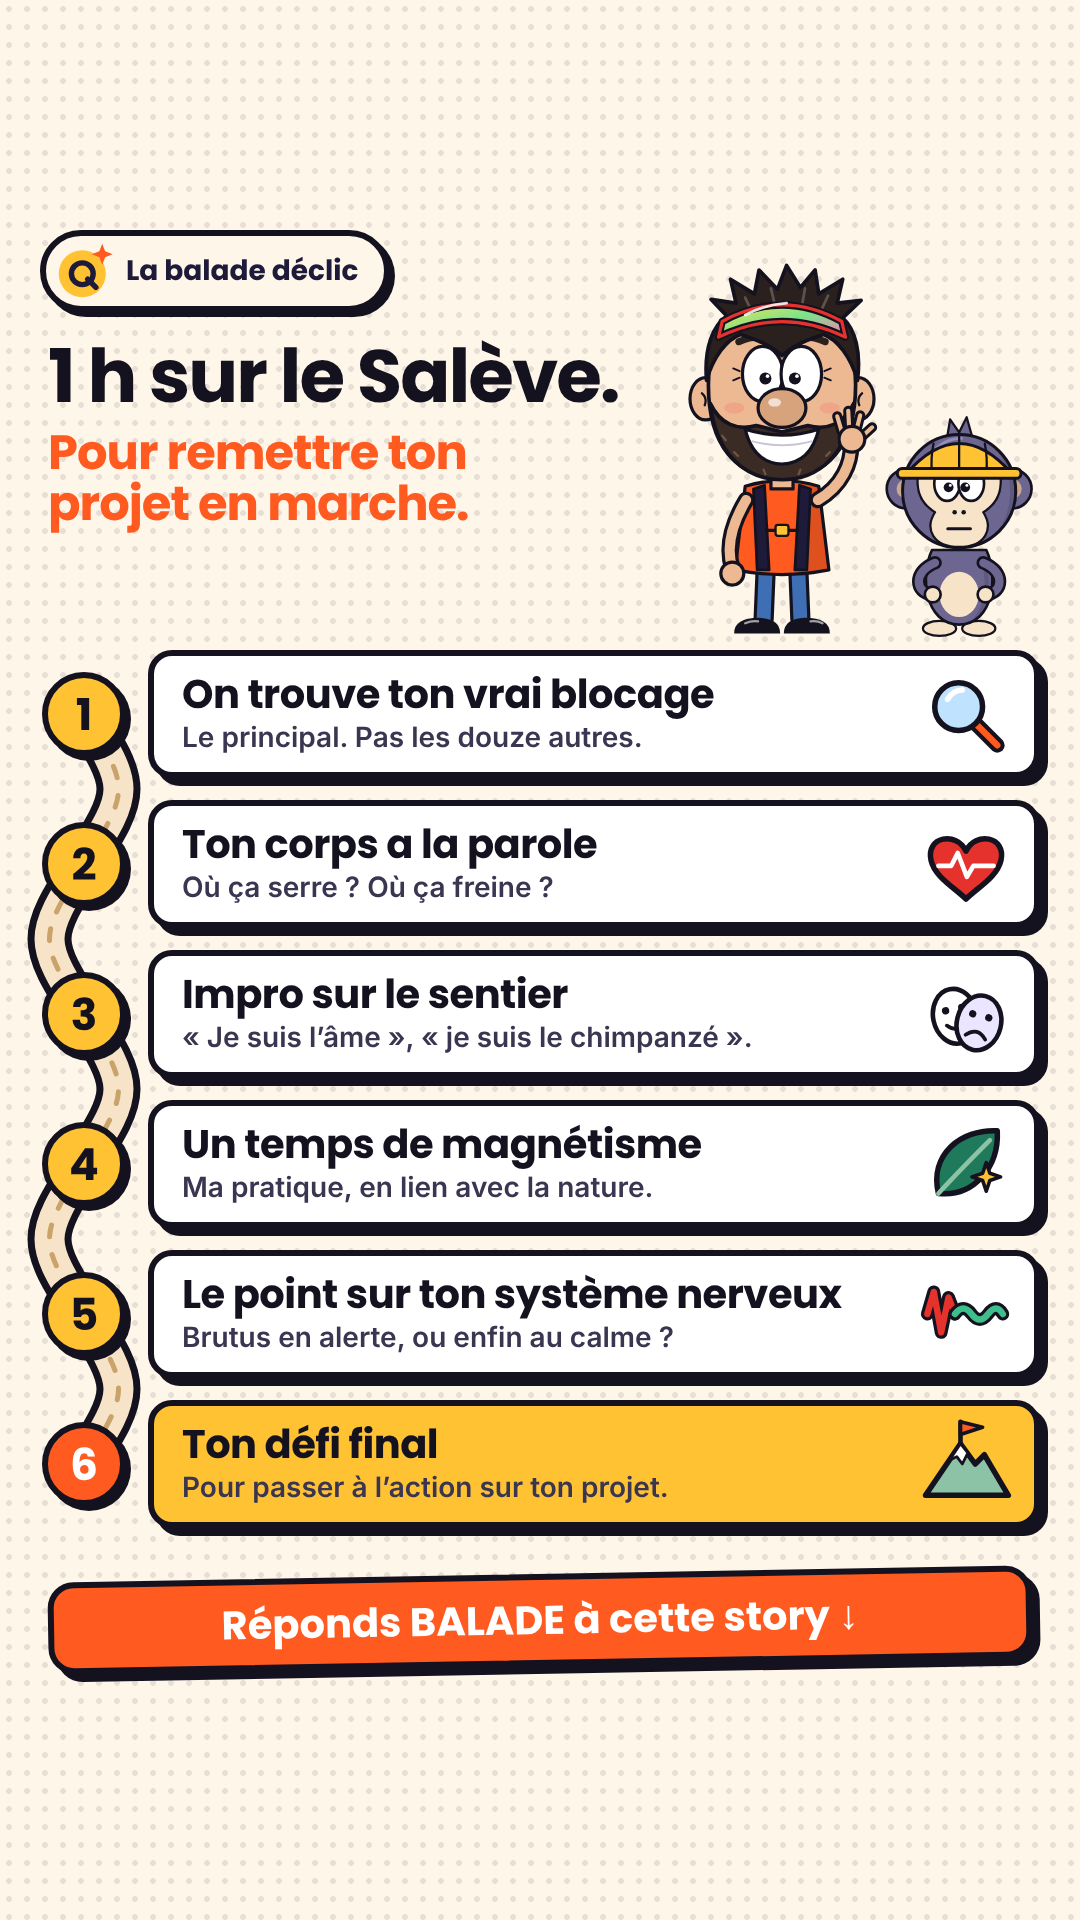 Q La balade déclic
1 h sur le Salève.
Pour remettre ton
projet en marche.
1
On trouve ton vrai blocage
Le principal. Pas les douze autres.
2
Ton corps a la parole
Où ça serre ? Où ça freine ?
3
Impro sur le sentier
« Je suis l’âme », « je suis le chimpanzé ».
4
Un temps de magnétisme
Ma pratique, en lien avec la nature.
5
Le point sur ton système nerveux
Brutus en alerte, ou enfin au calme ?
6
Ton défi final
Pour passer à l’action sur ton projet.
Réponds BALADE à cette story ↓